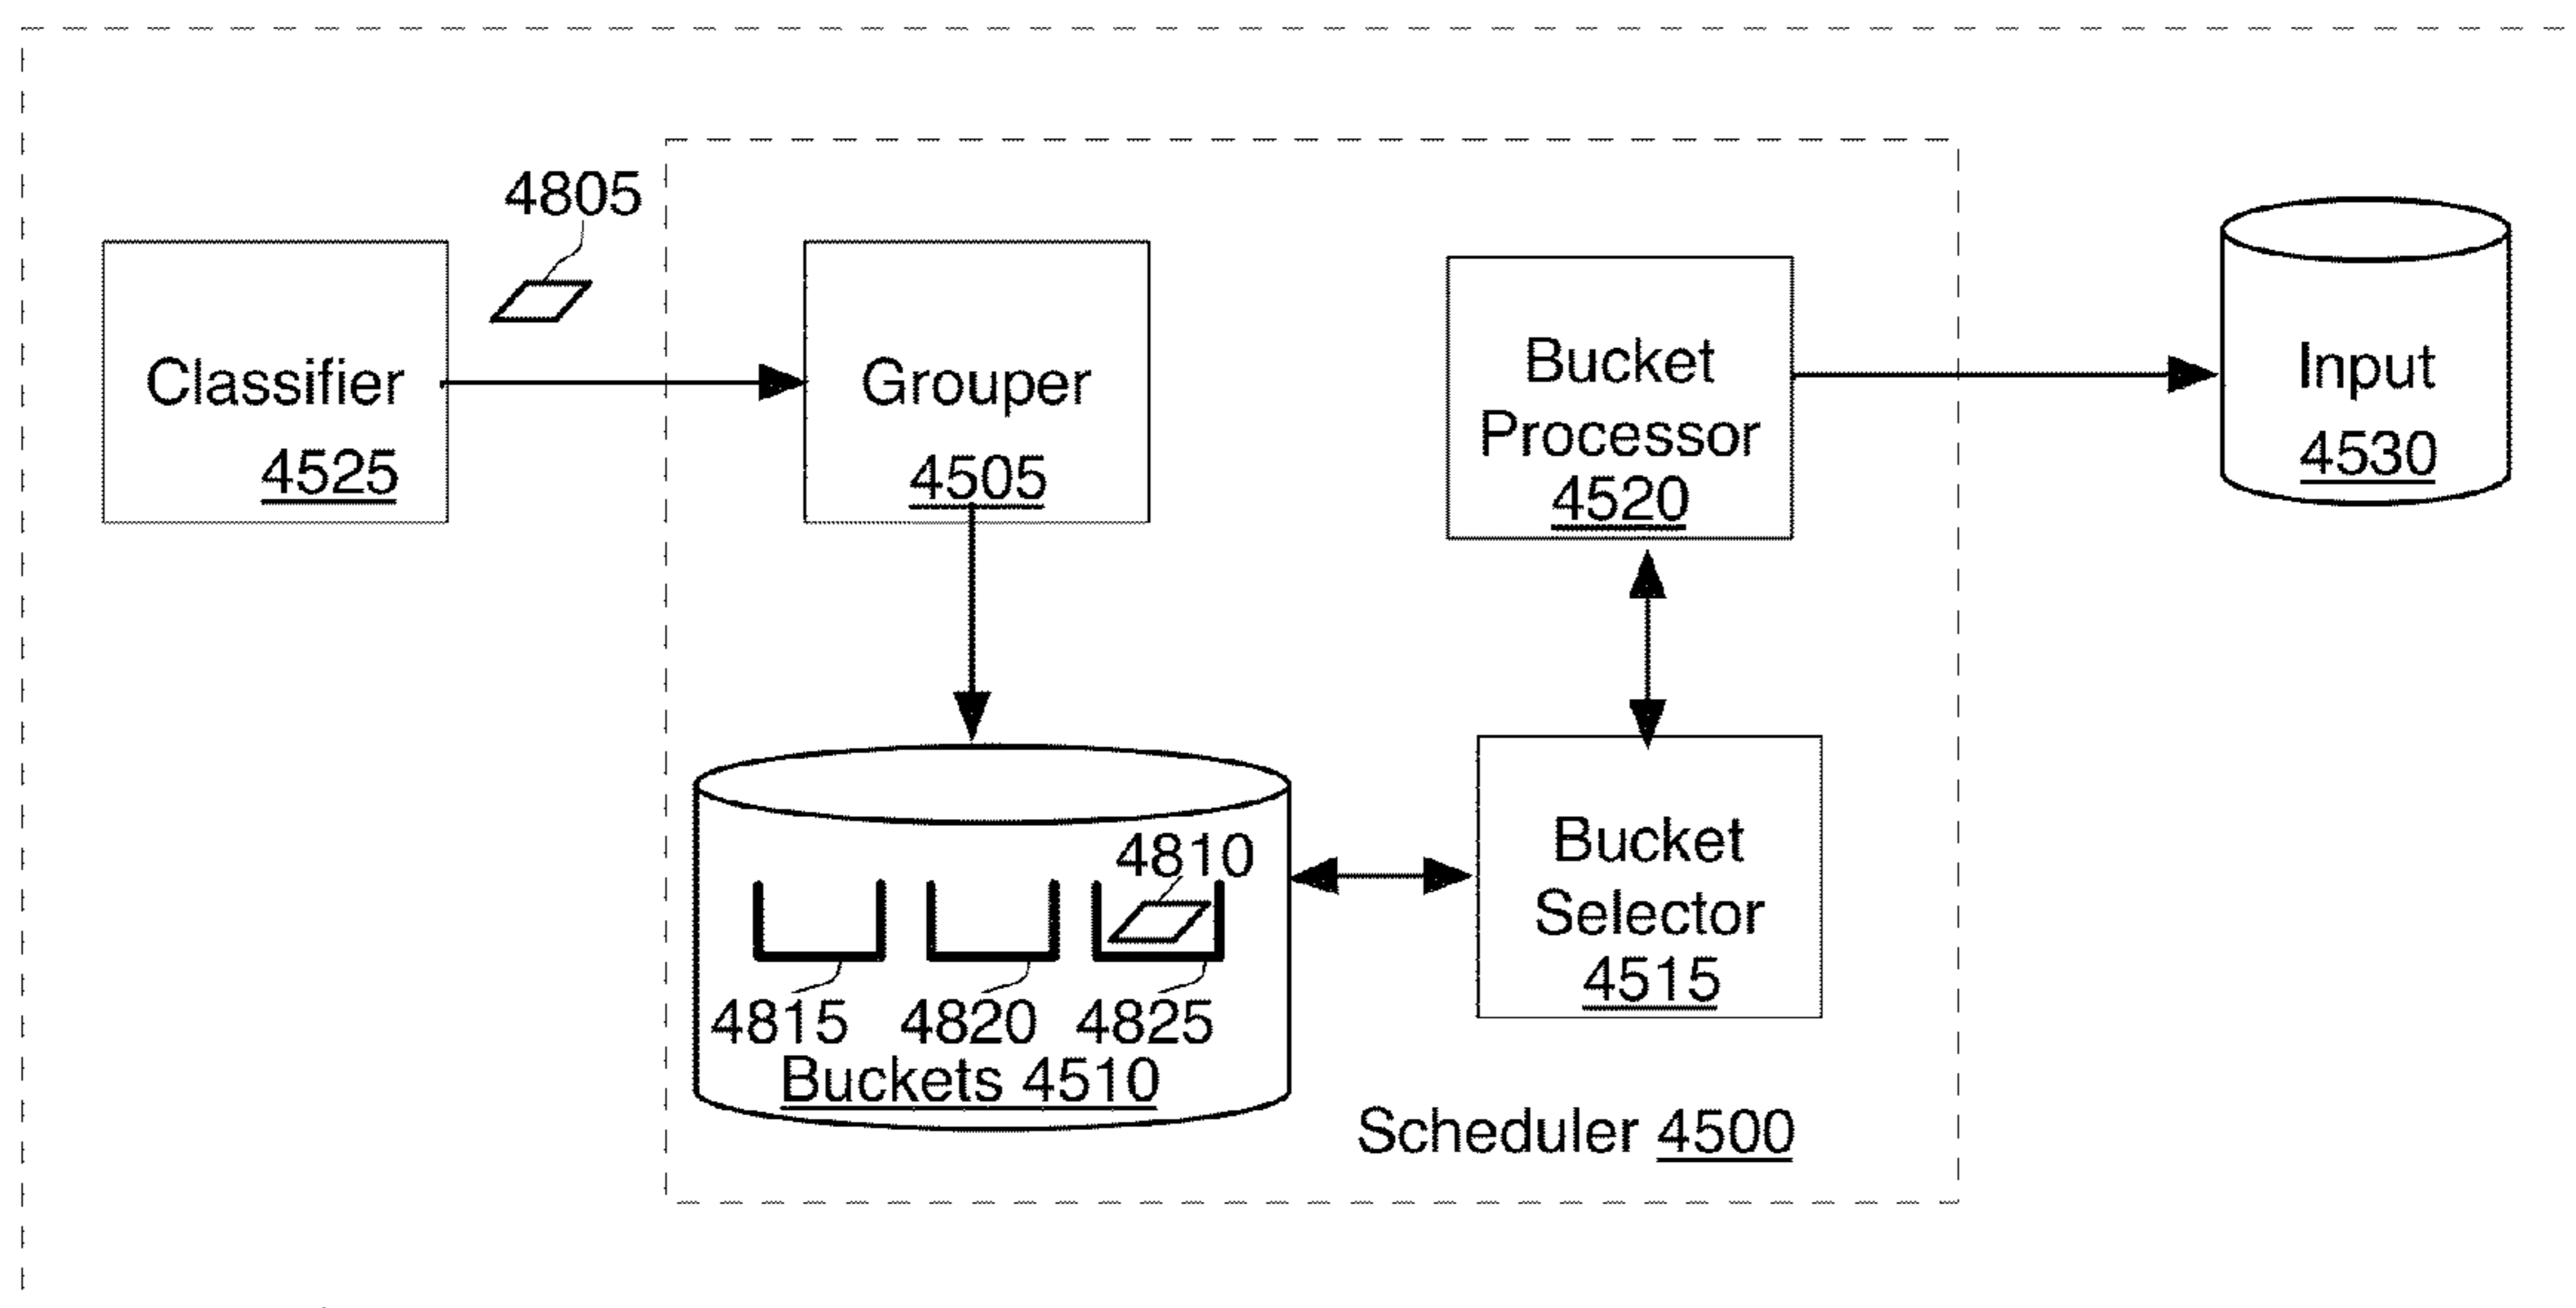 4805
Classifier
4525
Grouper
4505
Bucket
Processor
4520
Input
4530
4810
4815 4820 4825
Buckets 4510
Bucket
Selector
4515
Scheduler 4500